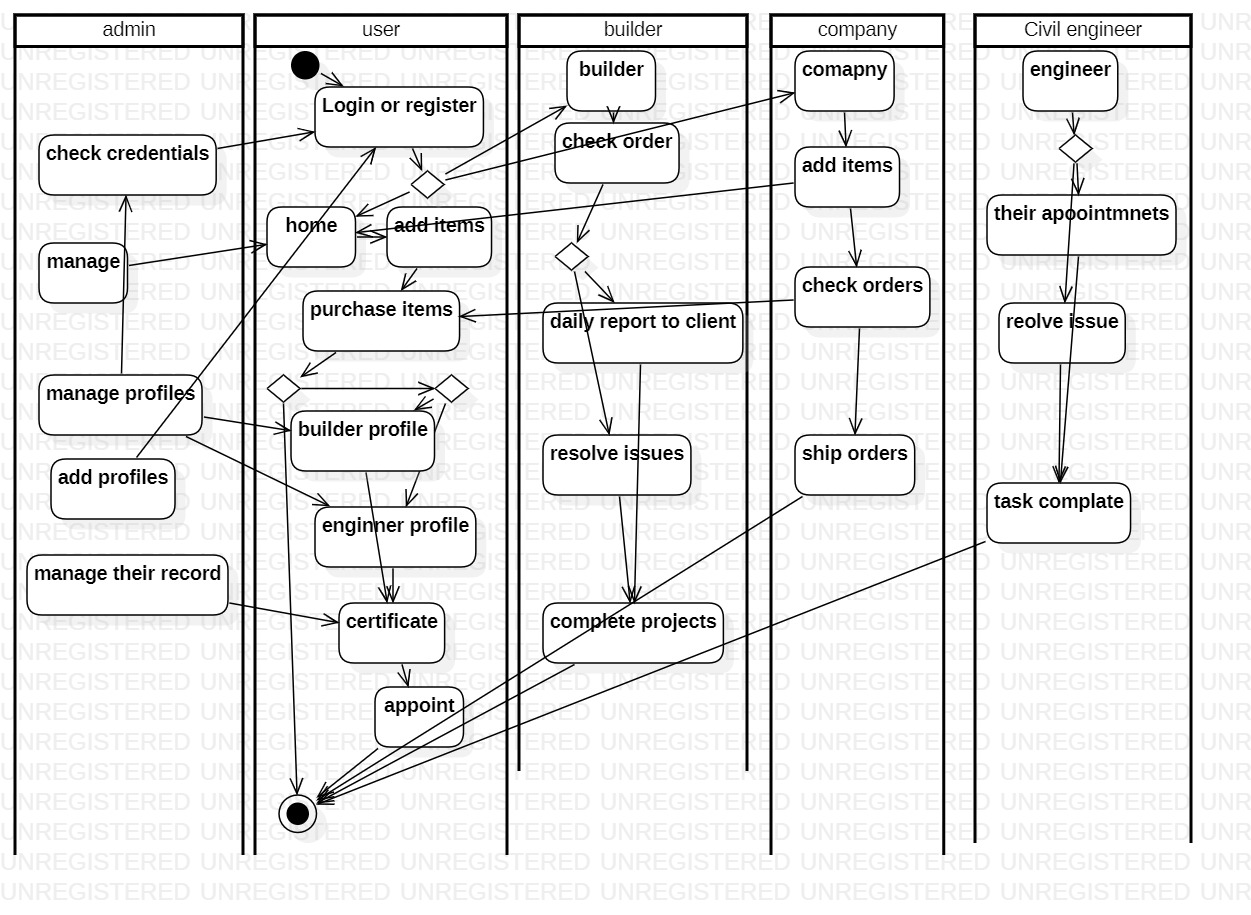 admin
user
builder
company
Civil engineer
builder
comapny
engineer
Login or register
check order
check credentials
add items
their apoointmnets
home
add items
manage
check orders
purchase items
daily report to client
reolve issue
manage profiles
builder profile
resolve issues
ship orders
add profiles
task complate
enginner profile
manage their record
certificate
complete projects
appoint
UNREGISTERED